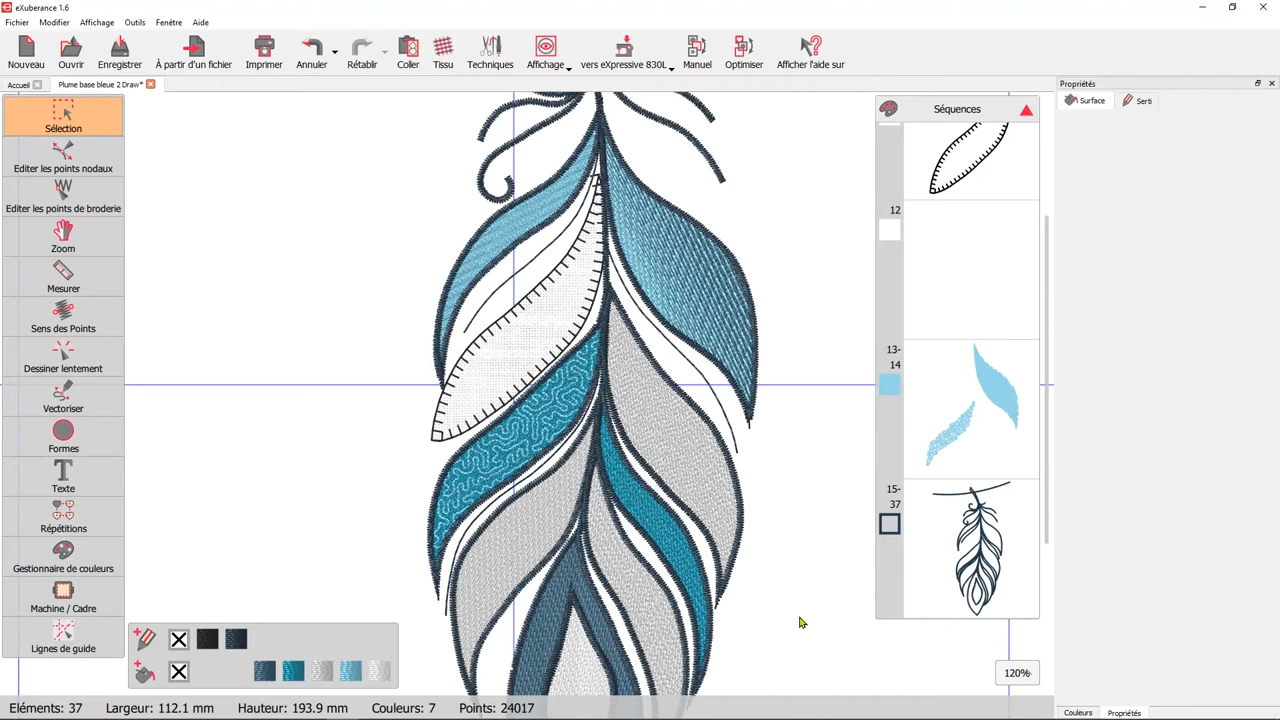 eXuberance 1.6
Fichier Modifier Affichage Outils Fenêtre Aide
Nouveau Ouvrir Enregistrer À partir d'un fichier Imprimer Annuler Rétablir Coller Tissu Techniques Affichage vers eXpressive 830L Manuel Optimiser Afficher l'aide sur
Accueil Plume base bleue 2 Draw*
Propriétés
Surface Serti
Sélection
Editer les points nodaux
Editer les points de broderie
Zoom
Mesurer
Sens des Points
Dessiner lentement
Vectoriser
Formes
Texte
Répétitions
Gestionnaire de couleurs
Machine / Cadre
Lignes de guide
Séquences
12
13-
14
15-
37
120%
Eléments: 37 Largeur: 112.1 mm Hauteur: 193.9 mm Couleurs: 7 Points: 24017
Couleurs Propriétés